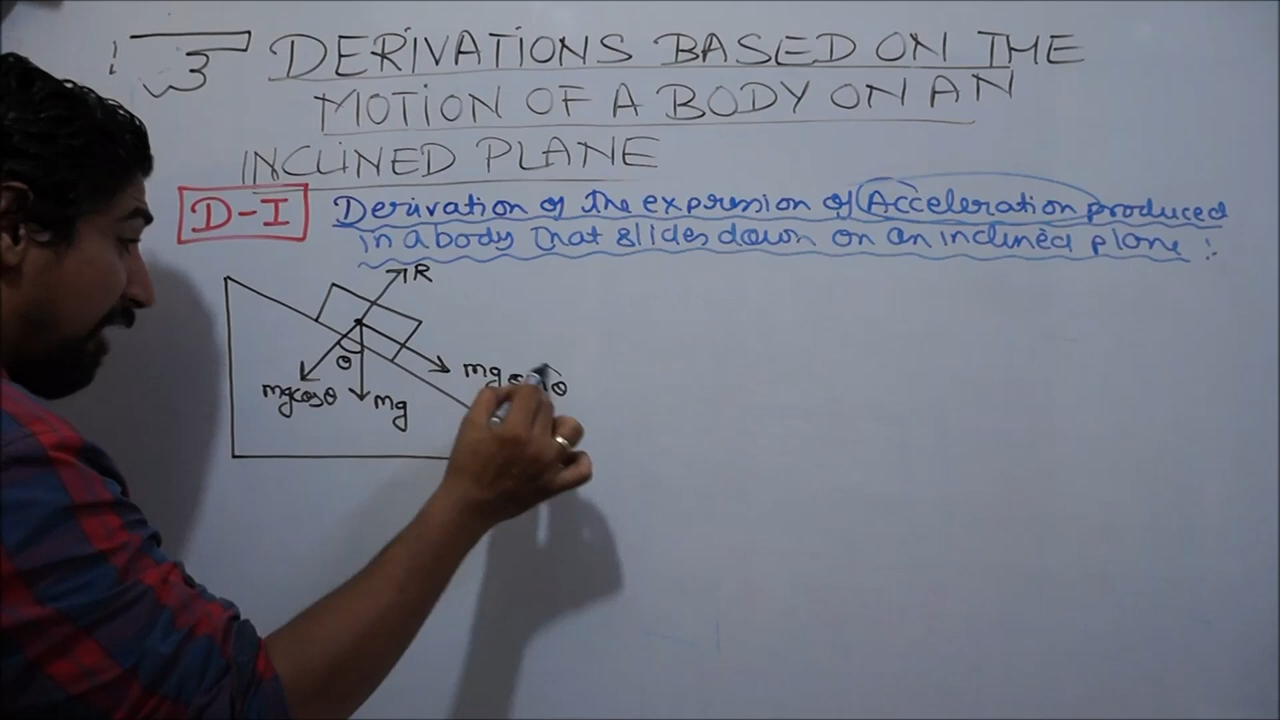 3 DERIVATIONS BASED ON THE
MOTION OF A BODY ON AN
INCLINED PLANE
D-I Derivation of the expression of Acceleration produced
in a body that slides down on an inclined plane :
R
θ
mg
mgcosθ
mg
θ